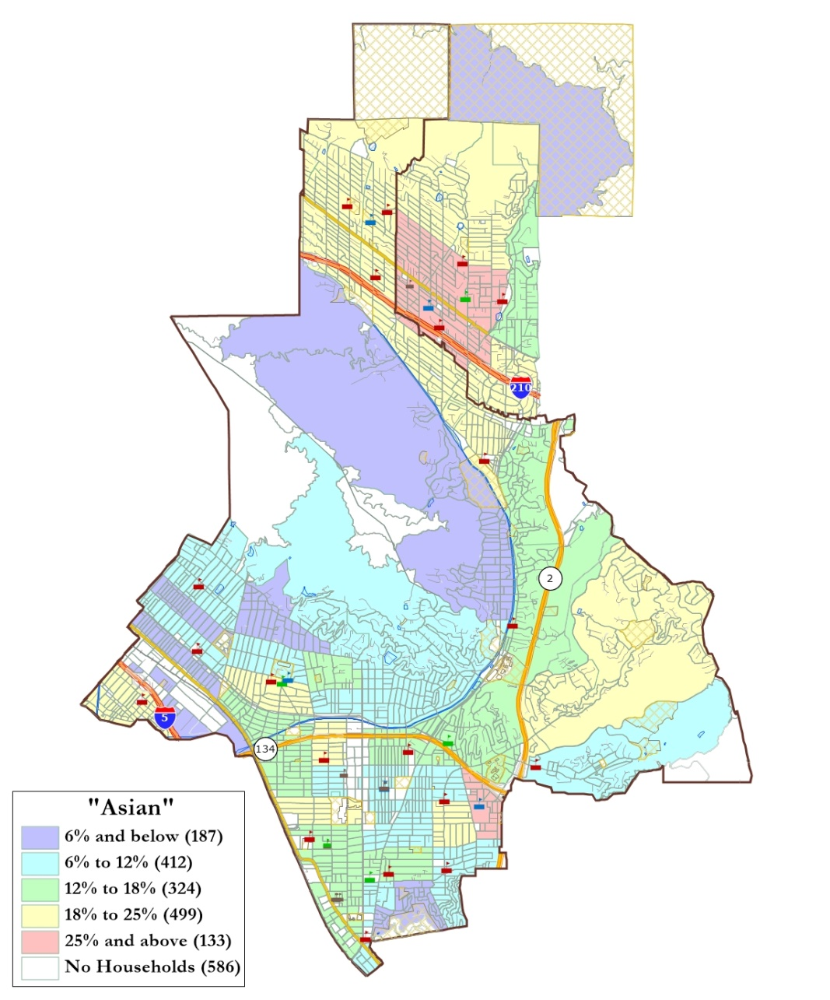 210
2
5
134
"Asian"
6% and below (187)
6% to 12% (412)
12% to 18% (324)
18% to 25% (499)
25% and above (133)
No Households (586)